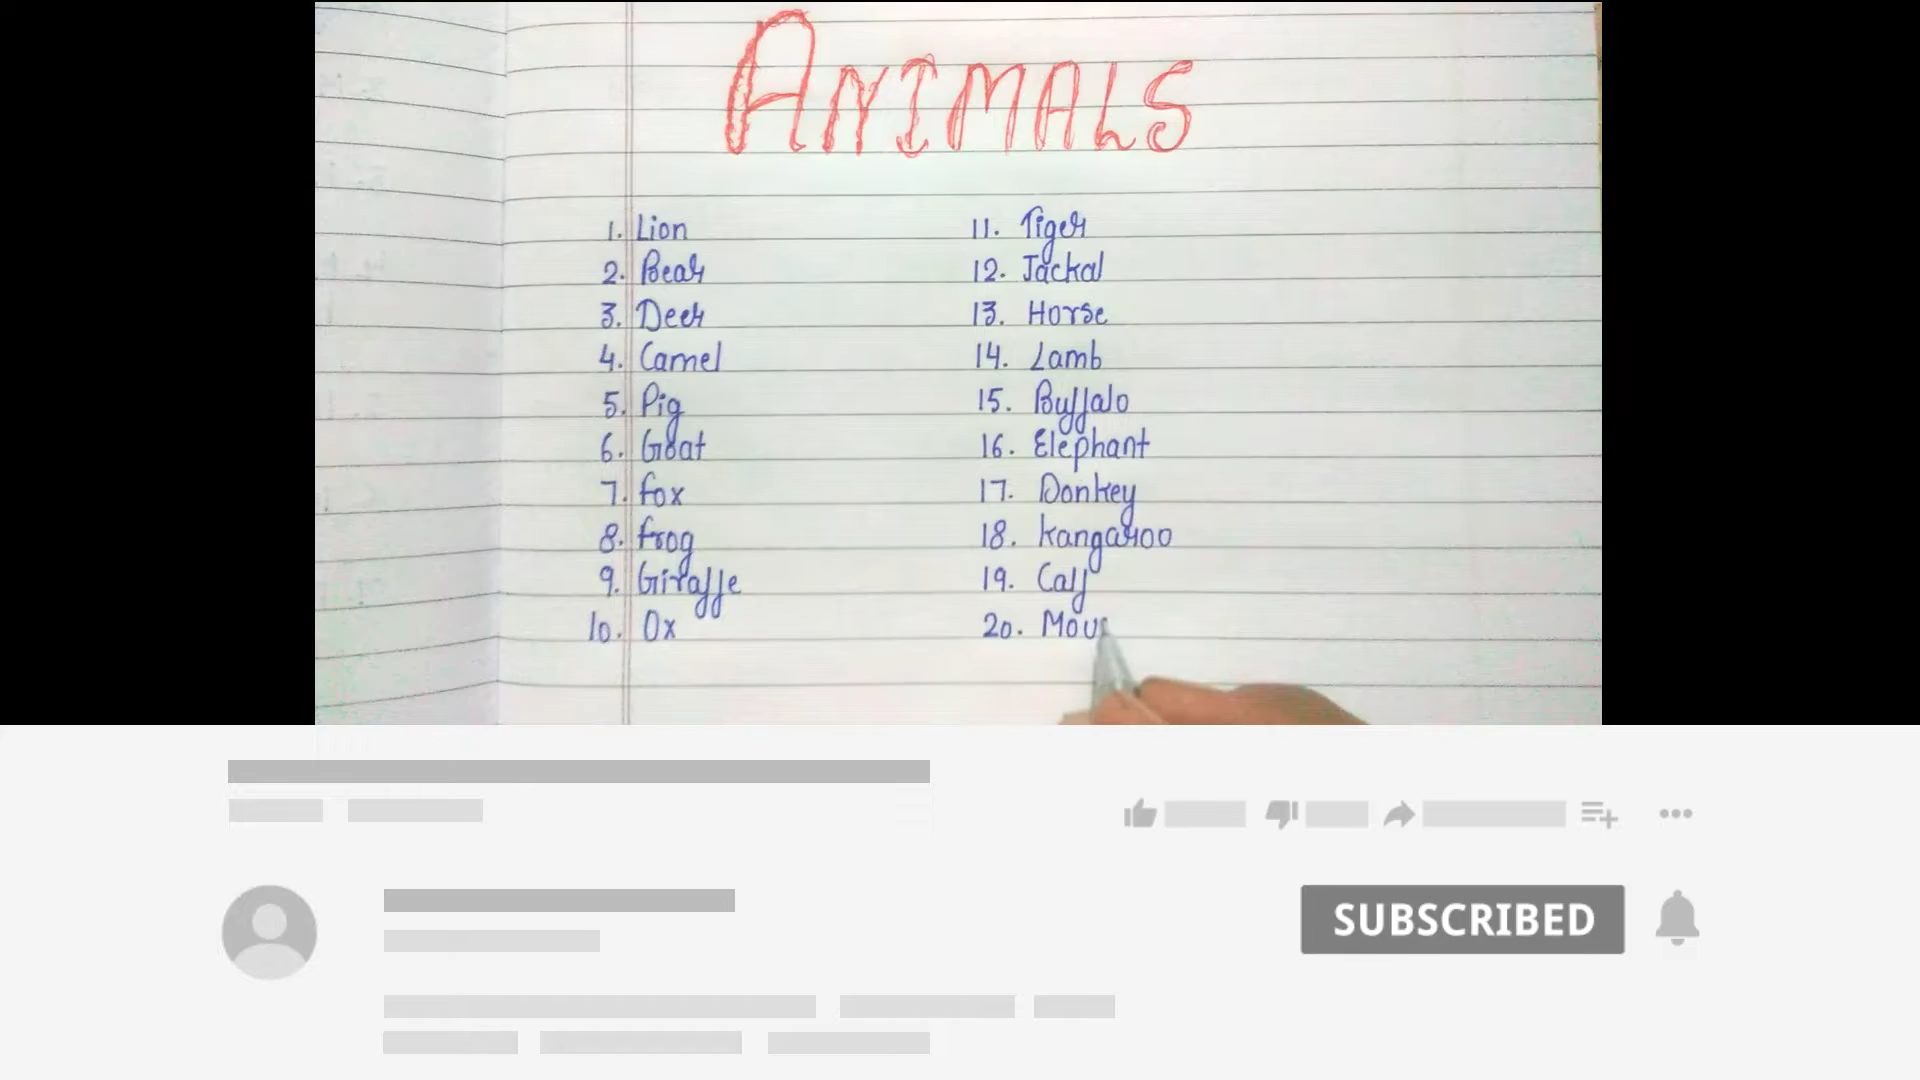 ANIMALS
1. Lion
2. Bear
3. Deer
4. Camel
5. Pig
6. Goat
7. fox
8. frog
9. Giraffe
10. Ox
11. Tiger
12. Jackal
13. Horse
14. Lamb
15. Buffalo
16. Elephant
17. Donkey
18. kangaroo
19. Calf
20. Mous
SUBSCRIBED